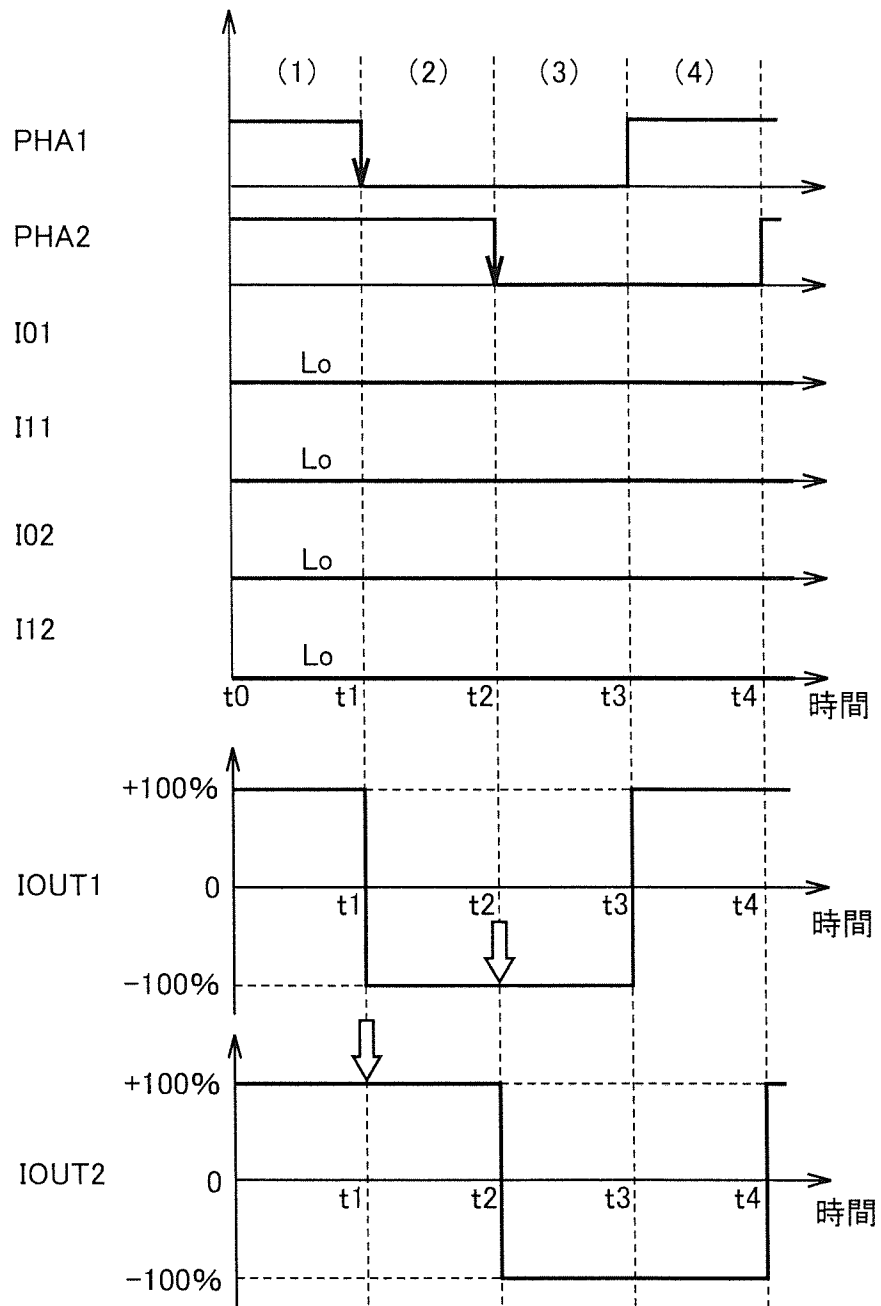 (1) (2) (3) (4)
PHA1
PHA2
I01
Lo
I11
Lo
I02
Lo
I12
Lo
t0 t1 t2 t3 t4 時間
+100%
IOUT1 0
t1 t2 t3 t4 時間
-100%
+100%
IOUT2 0
t1 t2 t3 t4 時間
-100%